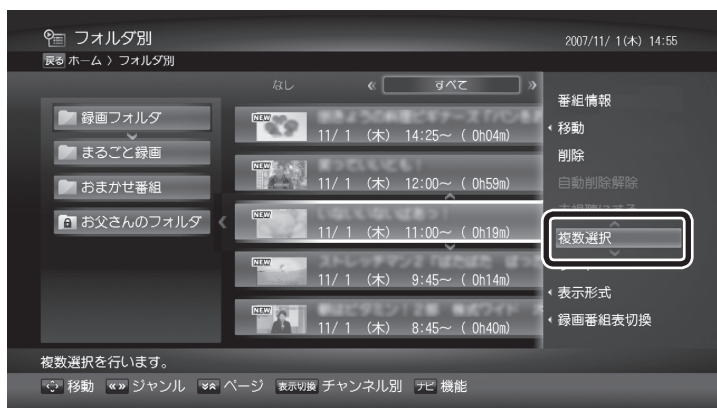 フォルダ別
2007/11/ 1(木) 14:55
戻る ホーム 〉 フォルダ別
なし « すべて »
録画フォルダ
まるごと録画
おまかせ番組
お父さんのフォルダ
NEW
11/ 1 (木) 14:25~ ( 0h04m)
NEW
11/ 1 (木) 12:00~ ( 0h59m)
NEW
11/ 1 (木) 11:00~ ( 0h19m)
NEW
11/ 1 (木) 9:45~ ( 0h14m)
NEW
11/ 1 (木) 8:45~ ( 0h40m)
番組情報
移動
削除
自動削除解除
複数選択
表示形式
録画番組表切換
複数選択を行います。
移動 «» ジャンル ページ 表示切換 チャンネル別 ナビ 機能